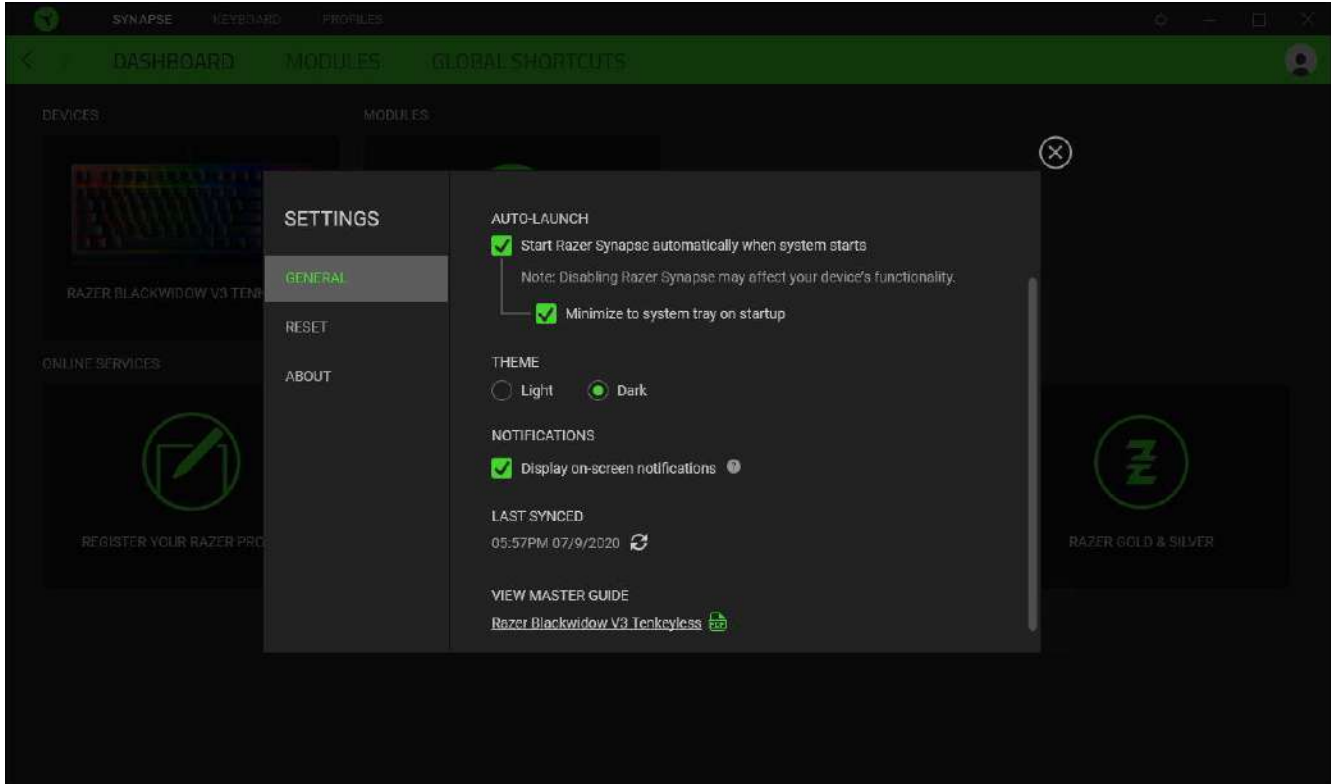 SYNAPSE KEYBOARD PROFILES
DASHBOARD MODULES GLOBAL SHORTCUTS
DEVICES MODULES
RAZER BLACKWIDOW V3
ONLINE SERVICES
REGISTER YOUR RAZER
RAZER GOLD & SILVER
SETTINGS
GENERAL
RESET
ABOUT
AUTO-LAUNCH
Start Razer Synapse automatically when system starts
Note: Disabling Razer Synapse may affect your device's functionality.
Minimize to system tray on startup
THEME
Light Dark
NOTIFICATIONS
Display on-screen notifications
LAST SYNCED
05:57PM 07/9/2020
VIEW MASTER GUIDE
Razer Blackwidow V3 Tenkeyless